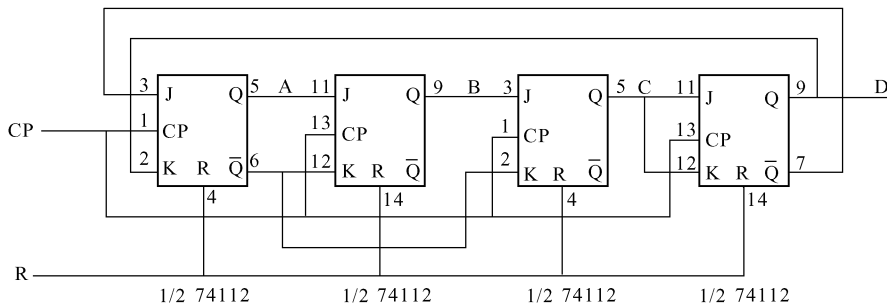 3 J Q 5 A 11 J Q 9 B 3 J Q 5 C 11 J Q 9 D
CP 1 CP 13 CP 1 CP 13 CP
2 K R Q̅ 6 12 K R Q̅ 2 K R Q̅ 12 K R Q̅ 7
4 14 4 14
R
1/2 74112 1/2 74112 1/2 74112 1/2 74112